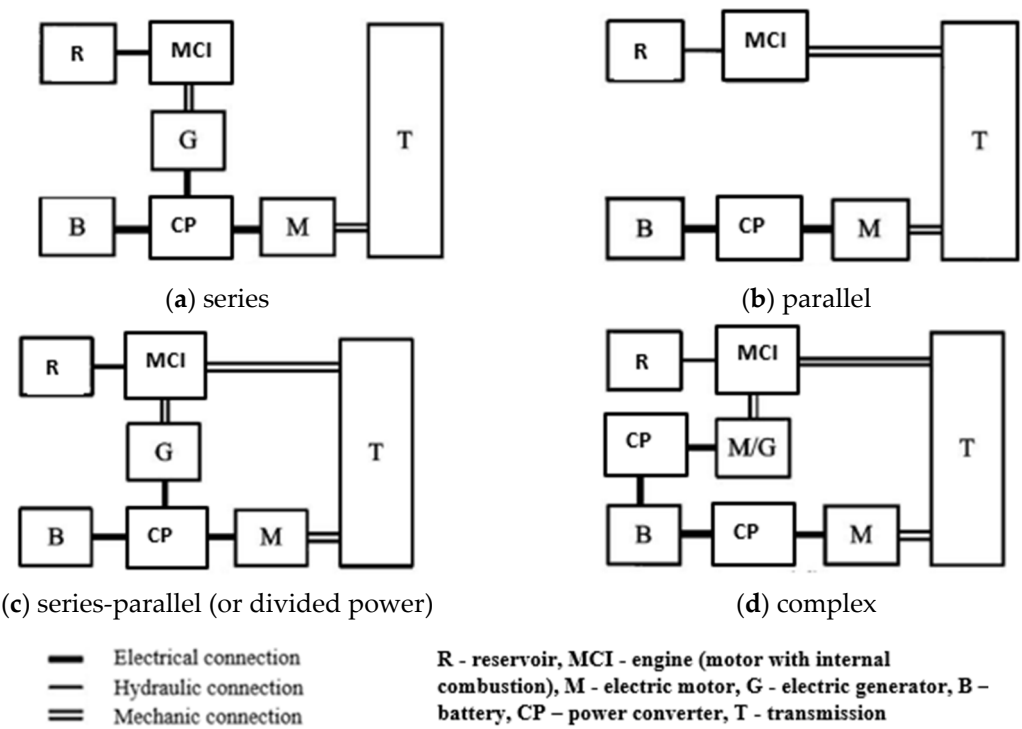 R
MCI
G
T
B
CP
M
(a) series
R
MCI
T
B
CP
M
(b) parallel
R
MCI
G
T
B
CP
M
(c) series-parallel (or divided power)
R
MCI
CP
M/G
T
B
CP
M
(d) complex
Electrical connection
Hydraulic connection
Mechanic connection
R - reservoir, MCI - engine (motor with internal
combustion), M - electric motor, G - electric generator, B –
battery, CP – power converter, T - transmission